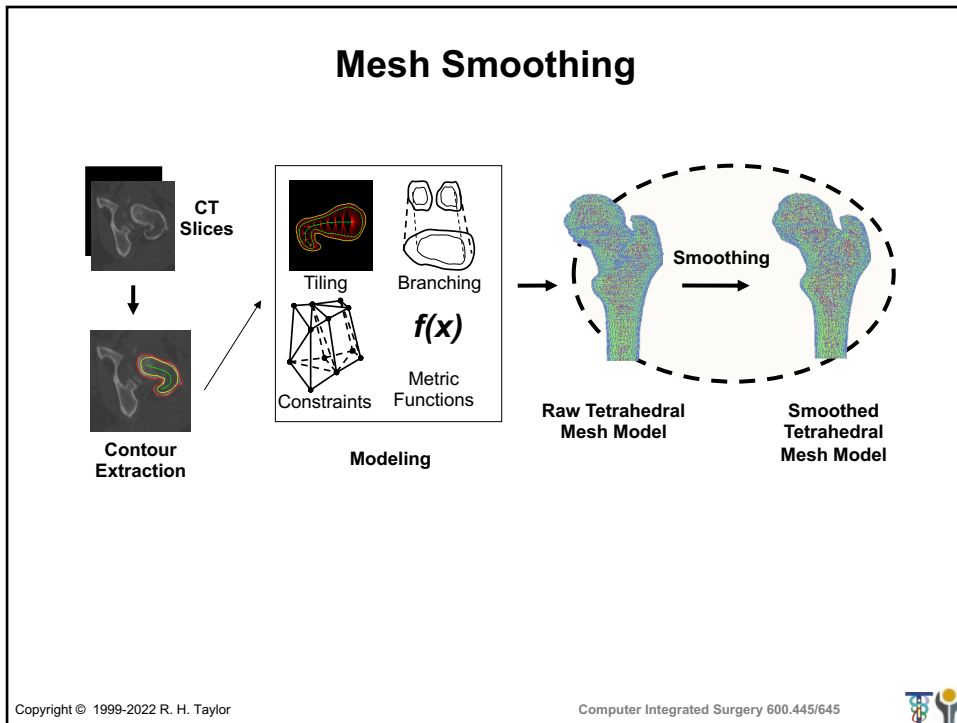 Mesh Smoothing
CT
Slices
Contour
Extraction
Tiling
Branching
Constraints
f(x)
Metric
Functions
Modeling
Smoothing
Raw Tetrahedral
Mesh Model
Smoothed
Tetrahedral
Mesh Model
Copyright © 1999-2022 R. H. Taylor
Computer Integrated Surgery 600.445/645